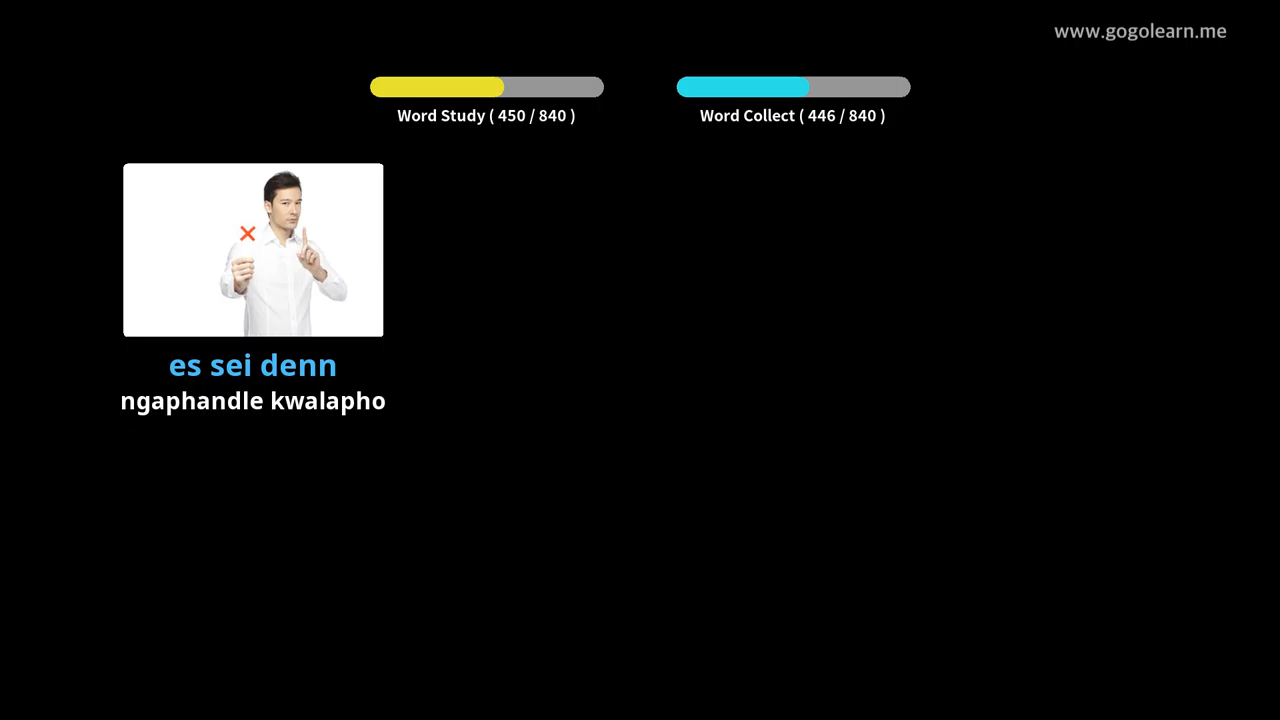 www.gogolearn.me
Word Study ( 450 / 840 )
Word Collect ( 446 / 840 )
es sei denn
ngaphandle kwalapho